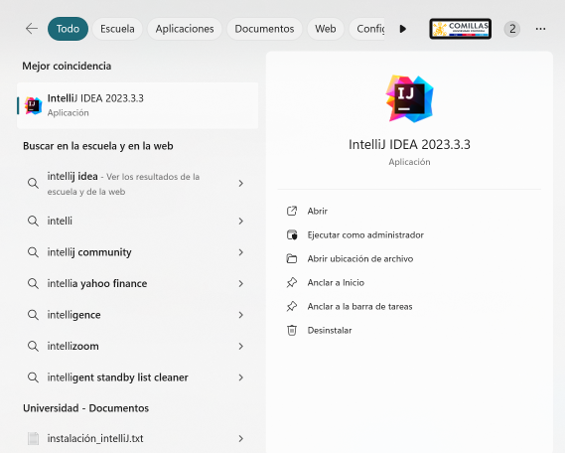 Todo
Escuela
Aplicaciones
Documentos
Web
Config
COMILLAS
2
Mejor coincidencia
IntelliJ IDEA 2023.3.3
Aplicación
Buscar en la escuela y en la web
intellij idea - Ver los resultados de la
escuela y de la web
intelli
intellij community
intellia yahoo finance
intelligence
intellizoom
intelligent standby list cleaner
Universidad - Documentos
instalación_intelliJ.txt
IJ
IntelliJ IDEA 2023.3.3
Aplicación
Abrir
Ejecutar como administrador
Abrir ubicación de archivo
Anclar a Inicio
Anclar a la barra de tareas
Desinstalar